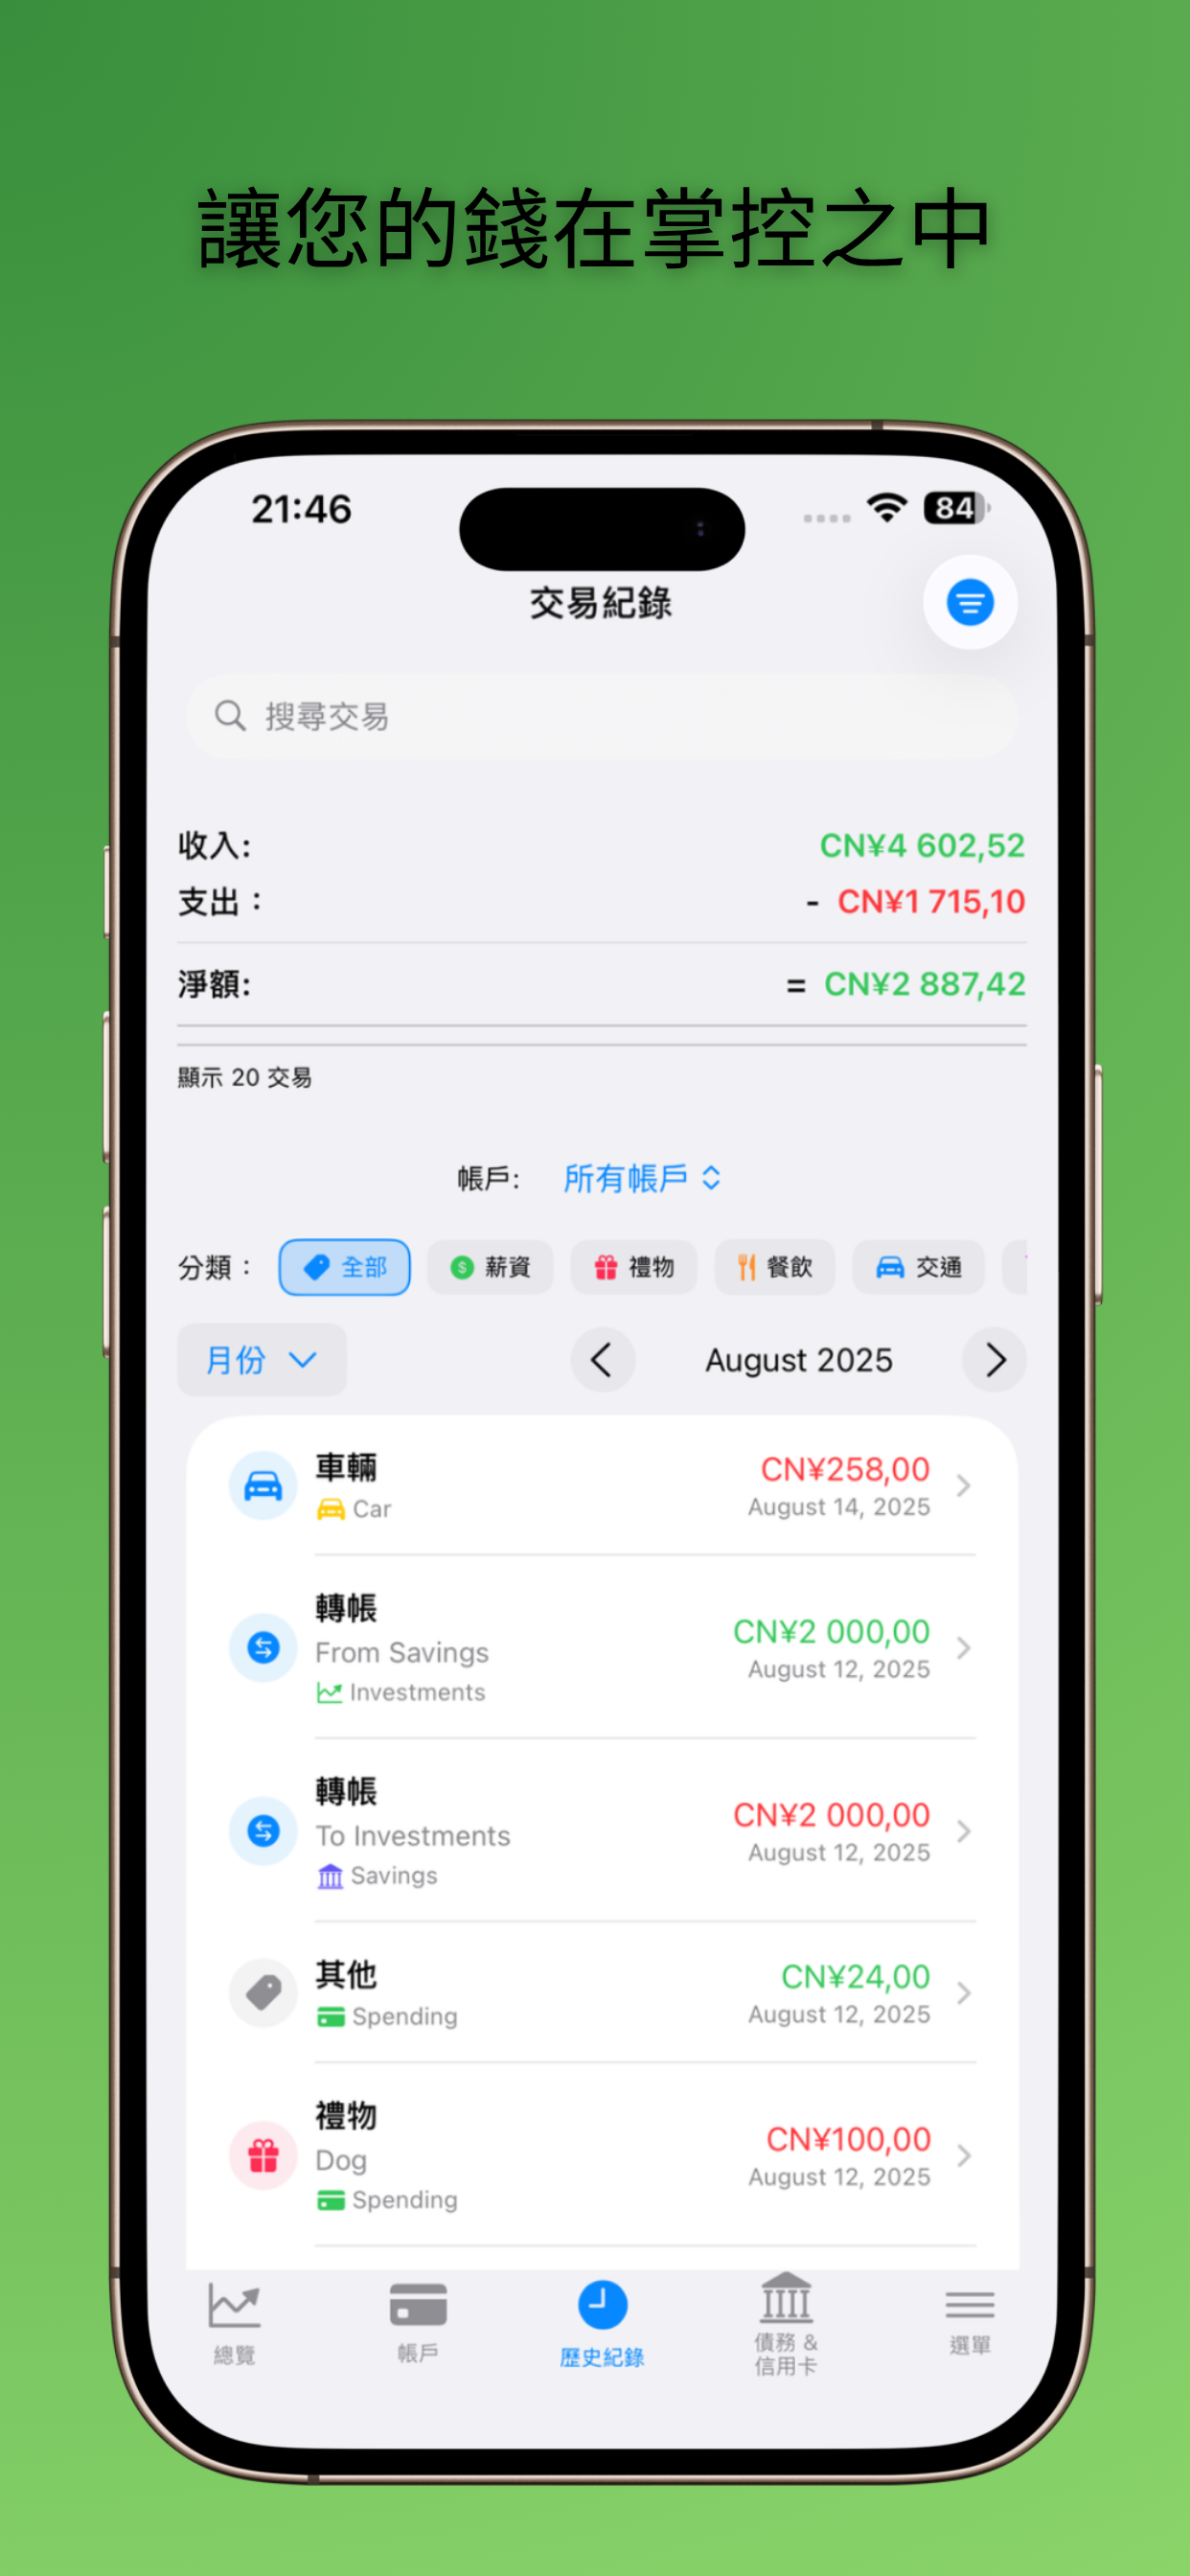 讓您的錢在掌控之中
21:46
84
交易紀錄
搜尋交易
收入: CN¥4 602,52
支出： - CN¥1 715,10
淨額: = CN¥2 887,42
顯示 20 交易
帳戶: 所有帳戶
分類： 全部 薪資 禮物 餐飲 交通
月份 August 2025
車輛 CN¥258,00
Car August 14, 2025
轉帳
From Savings CN¥2 000,00
Investments August 12, 2025
轉帳
To Investments CN¥2 000,00
Savings August 12, 2025
其他 CN¥24,00
Spending August 12, 2025
禮物
Dog CN¥100,00
Spending August 12, 2025
總覽 帳戶 歷史紀錄 債務 & 信用卡 選單